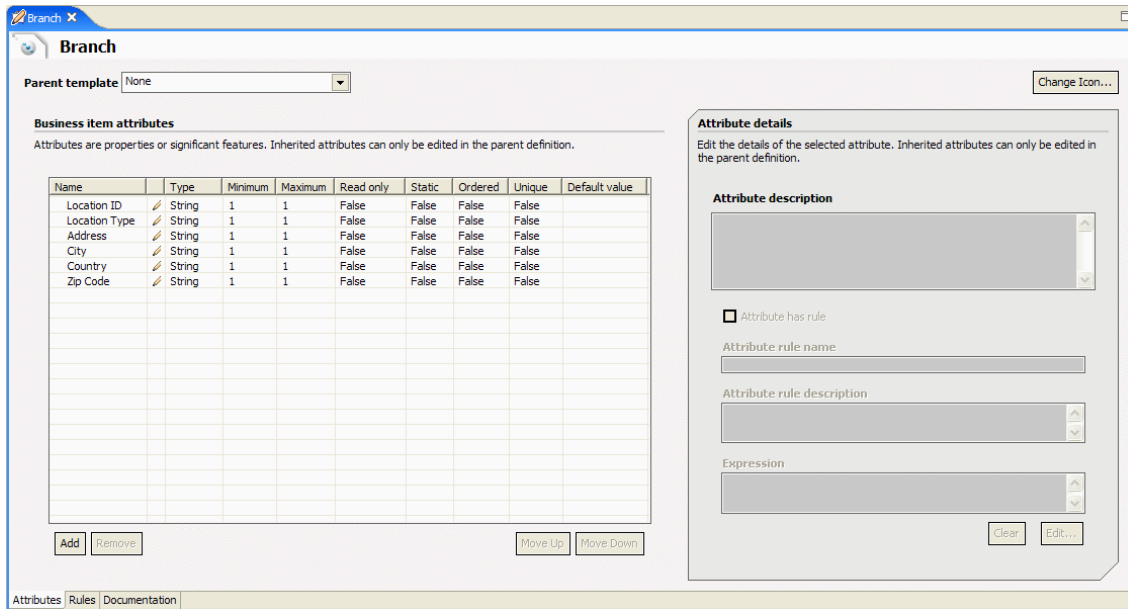 Branch
Branch
Parent template None
Change Icon...
Business item attributes
Attributes are properties or significant features. Inherited attributes can only be edited in the parent definition.
Name Type Minimum Maximum Read only Static Ordered Unique Default value
Location ID String 1 1 False False False False
Location Type String 1 1 False False False False
Address String 1 1 False False False False
City String 1 1 False False False False
Country String 1 1 False False False False
Zip Code String 1 1 False False False False
Add Remove Move Up Move Down
Attribute details
Edit the details of the selected attribute. Inherited attributes can only be edited in
the parent definition.
Attribute description
Attribute has rule
Attribute rule name
Attribute rule description
Expression
Clear Edit...
Attributes Rules Documentation